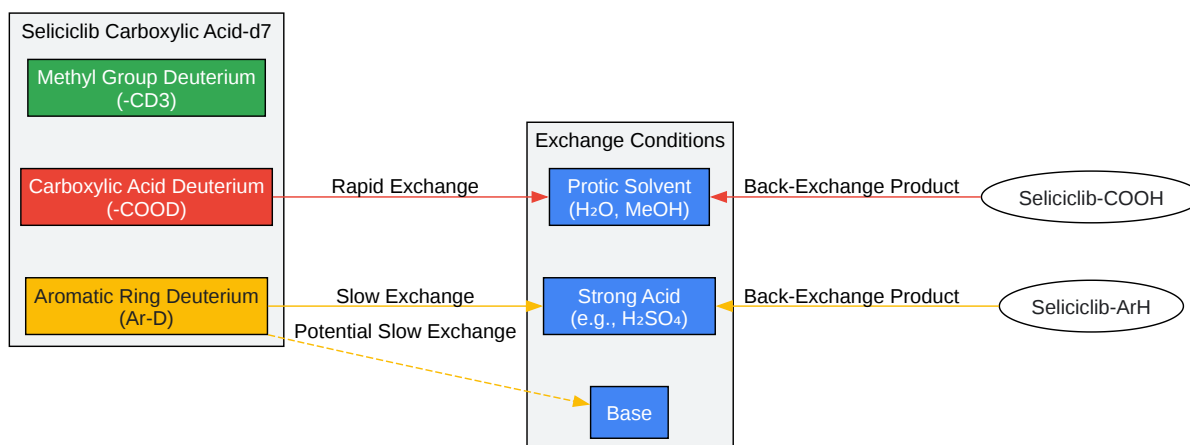 Seliciclib Carboxylic Acid-d7
Methyl Group Deuterium
(-CD3)
Carboxylic Acid Deuterium
(-COOD)
Aromatic Ring Deuterium
(Ar-D)
Rapid Exchange
Slow Exchange
Potential Slow Exchange
Exchange Conditions
Protic Solvent
(H₂O, MeOH)
Strong Acid
(e.g., H₂SO₄)
Base
Back-Exchange Product
Back-Exchange Product
Seliciclib-COOH
Seliciclib-ArH